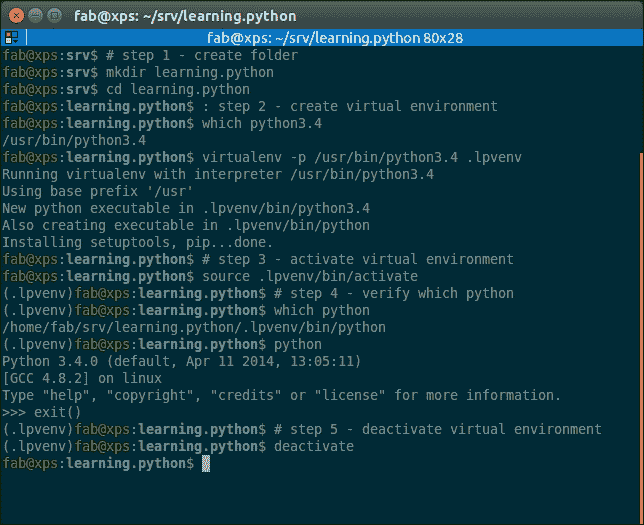 fab@xps: ~/srv/learning.python
fab@xps: ~/srv/learning.python 80x28
fab@xps:srv$ # step 1 - create folder
fab@xps:srv$ mkdir learning.python
fab@xps:srv$ cd learning.python
fab@xps:learning.python$ : step 2 - create virtual environment
fab@xps:learning.python$ which python3.4
/usr/bin/python3.4
fab@xps:learning.python$ virtualenv -p /usr/bin/python3.4 .lpvenv
Running virtualenv with interpreter /usr/bin/python3.4
Using base prefix '/usr'
New python executable in .lpvenv/bin/python3.4
Also creating executable in .lpvenv/bin/python
Installing setuptools, pip...done.
fab@xps:learning.python$ # step 3 - activate virtual environment
fab@xps:learning.python$ source .lpvenv/bin/activate
(.lpvenv)fab@xps:learning.python$ # step 4 - verify which python
(.lpvenv)fab@xps:learning.python$ which python
/home/fab/srv/learning.python/.lpvenv/bin/python
(.lpvenv)fab@xps:learning.python$ python
Python 3.4.0 (default, Apr 11 2014, 13:05:11)
[GCC 4.8.2] on linux
Type "help", "copyright", "credits" or "license" for more information.
>>> exit()
(.lpvenv)fab@xps:learning.python$ # step 5 - deactivate virtual environment
(.lpvenv)fab@xps:learning.python$ deactivate
fab@xps:learning.python$